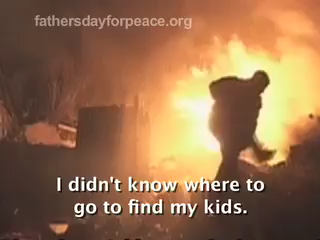 fathersdayforpeace.org
I didn't know where to
go to find my kids.